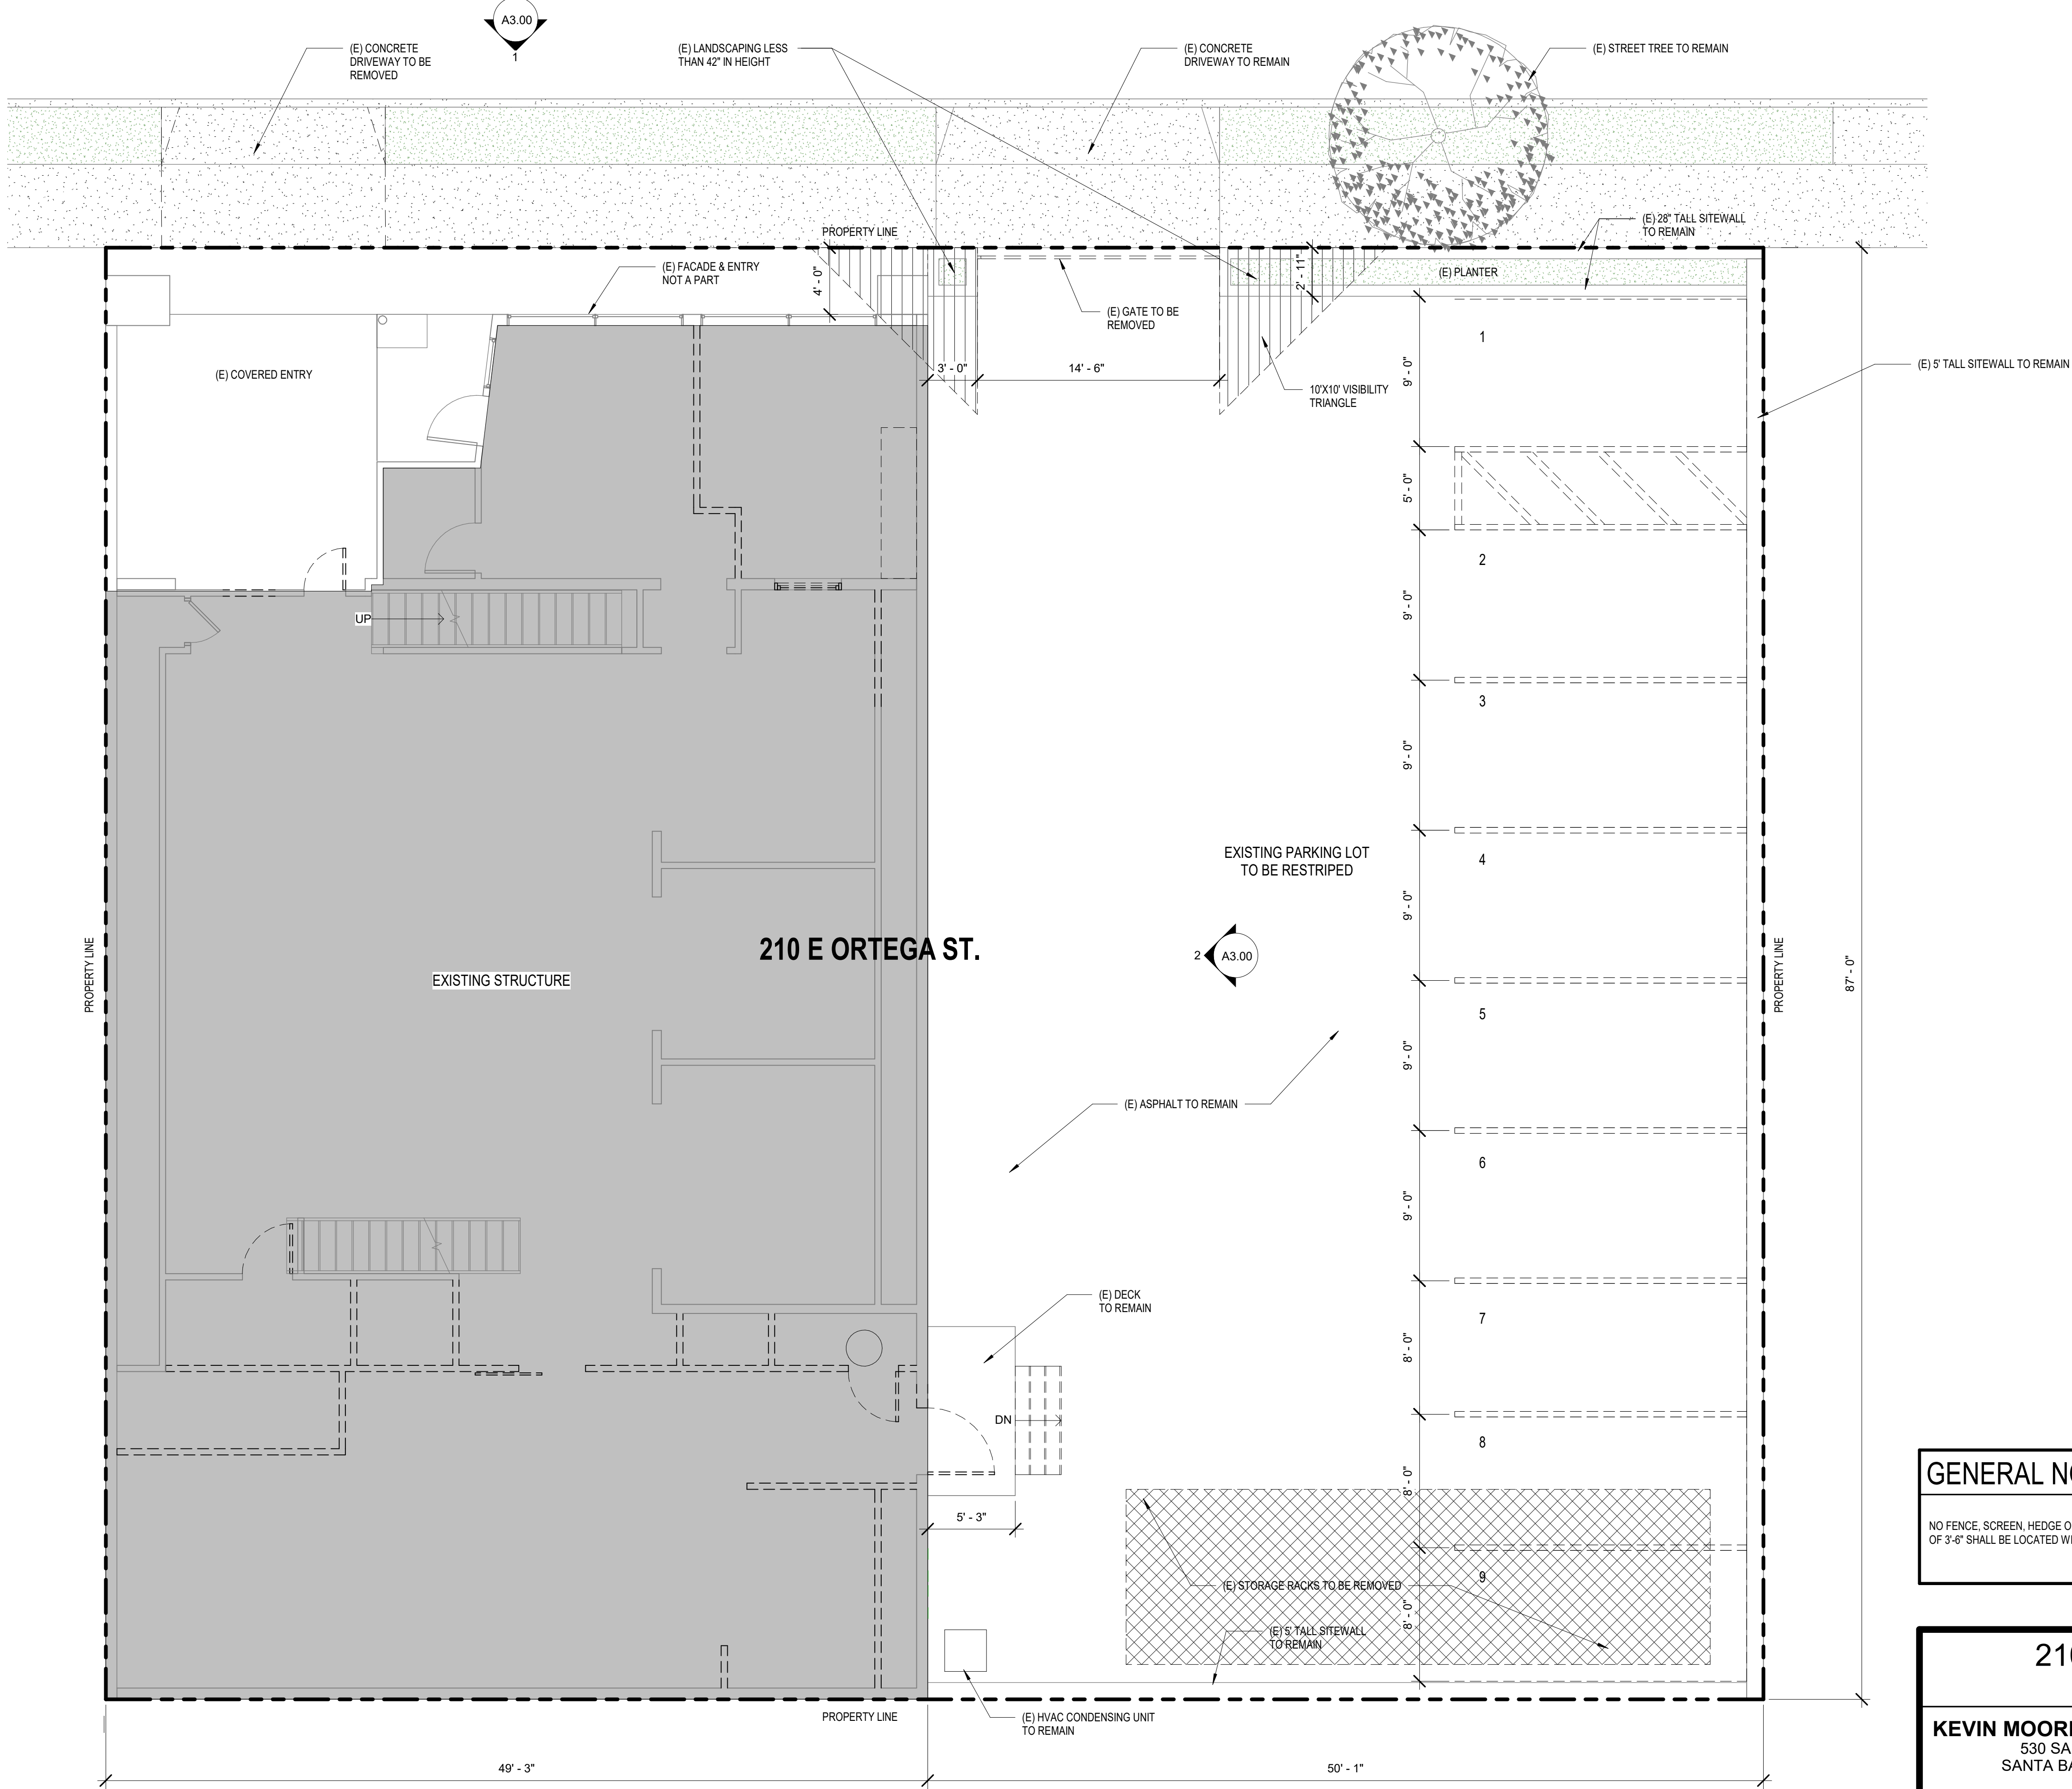 A3.00
1
(E) CONCRETE
DRIVEWAY TO BE
REMOVED
(E) LANDSCAPING LESS
THAN 42" IN HEIGHT
(E) CONCRETE
DRIVEWAY TO REMAIN
(E) STREET TREE TO REMAIN
(E) 28" TALL SITEWALL
TO REMAIN
PROPERTY LINE
(E) FACADE & ENTRY
NOT A PART
4' - 0"
2' - 11"
(E) PLANTER
(E) GATE TO BE
REMOVED
1
(E) COVERED ENTRY
3' - 0"
14' - 6"
9' - 0"
(E) 5' TALL SITEWALL TO REMAIN
10'X10' VISIBILITY
TRIANGLE
5' - 0"
2
UP
9' - 0"
3
9' - 0"
EXISTING PARKING LOT
TO BE RESTRIPED
4
9' - 0"
210 E ORTEGA ST.
2
A3.00
PROPERTY LINE
EXISTING STRUCTURE
PROPERTY LINE
87' - 0"
5
9' - 0"
(E) ASPHALT TO REMAIN
6
9' - 0"
(E) DECK
TO REMAIN
7
8' - 0"
DN
8
8' - 0"
GENERAL N
5' - 3"
NO FENCE, SCREEN, HEDGE O
OF 3'-6" SHALL BE LOCATED W
9
(E) STORAGE RACKS TO BE REMOVED
8' - 0"
(E) 5' TALL SITEWALL
TO REMAIN
210
PROPERTY LINE
(E) HVAC CONDENSING UNIT
TO REMAIN
KEVIN MOOR
530 SA
SANTA BA
49' - 3"
50' - 1"